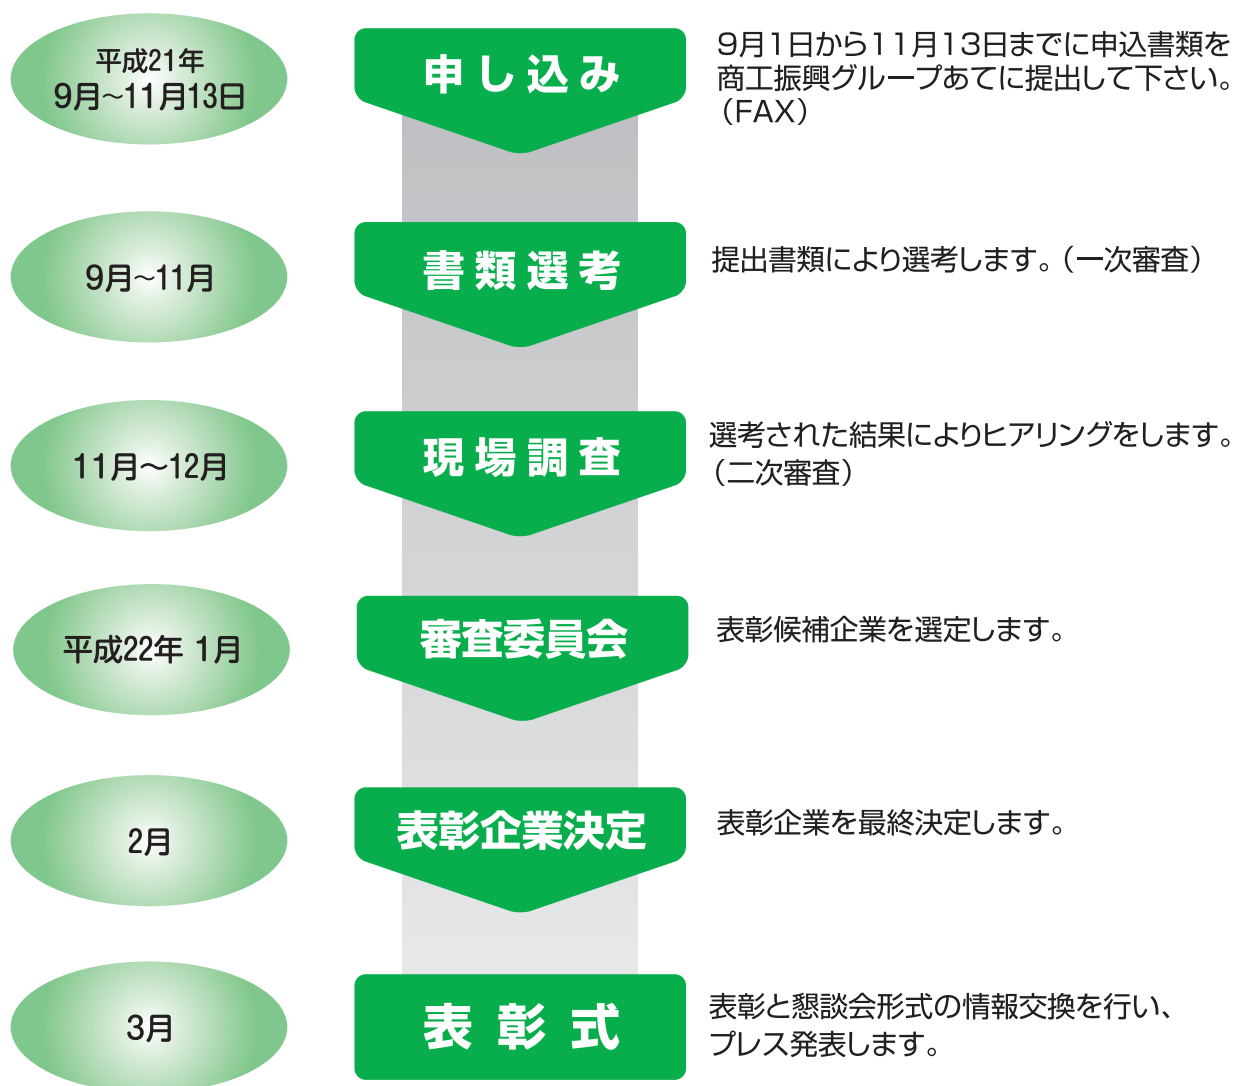 平成21年
9月～11月13日
申し込み
9月1日から11月13日までに申込書類を
商工振興グループあてに提出して下さい。
（FAX）
9月～11月
書類選考
提出書類により選考します。（一次審査）
11月～12月
現場調査
選考された結果によりヒアリングをします。
（二次審査）
平成22年 1月
審査委員会
表彰候補企業を選定します。
2月
表彰企業決定
表彰企業を最終決定します。
3月
表彰式
表彰と懇談会形式の情報交換を行い、
プレス発表します。